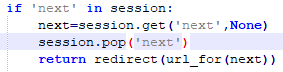 if 'next' in session:
    next=session.get('next',None)
    session.pop('next')
    return redirect(url_for(next))